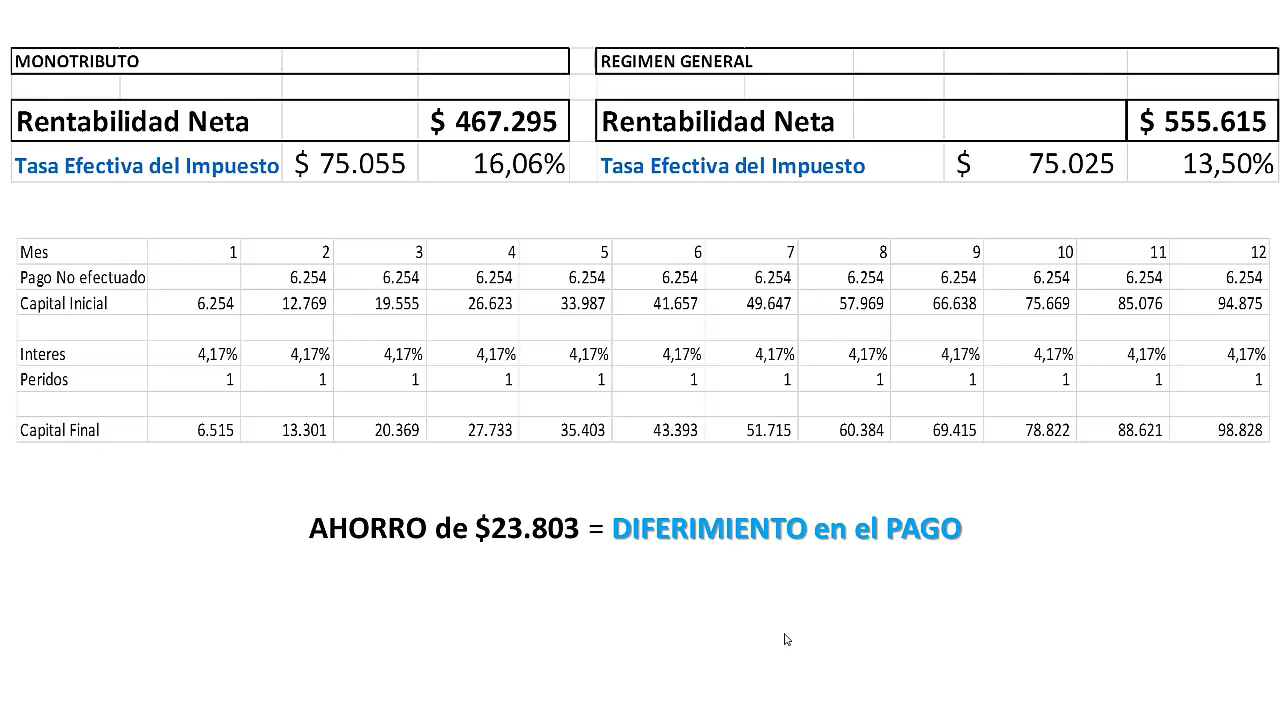 MONOTRIBUTO REGIMEN GENERAL
Rentabilidad Neta $ 467.295 Rentabilidad Neta $ 555.615
Tasa Efectiva del Impuesto $ 75.055 16,06% Tasa Efectiva del Impuesto $ 75.025 13,50%
Mes 1 2 3 4 5 6 7 8 9 10 11 12
Pago No efectuado 6.254 6.254 6.254 6.254 6.254 6.254 6.254 6.254 6.254 6.254 6.254
Capital Inicial 6.254 12.769 19.555 26.623 33.987 41.657 49.647 57.969 66.638 75.669 85.076 94.875
Interes 4,17% 4,17% 4,17% 4,17% 4,17% 4,17% 4,17% 4,17% 4,17% 4,17% 4,17% 4,17%
Peridos 1 1 1 1 1 1 1 1 1 1 1 1
Capital Final 6.515 13.301 20.369 27.733 35.403 43.393 51.715 60.384 69.415 78.822 88.621 98.828
AHORRO de $23.803 = DIFERIMIENTO en el PAGO